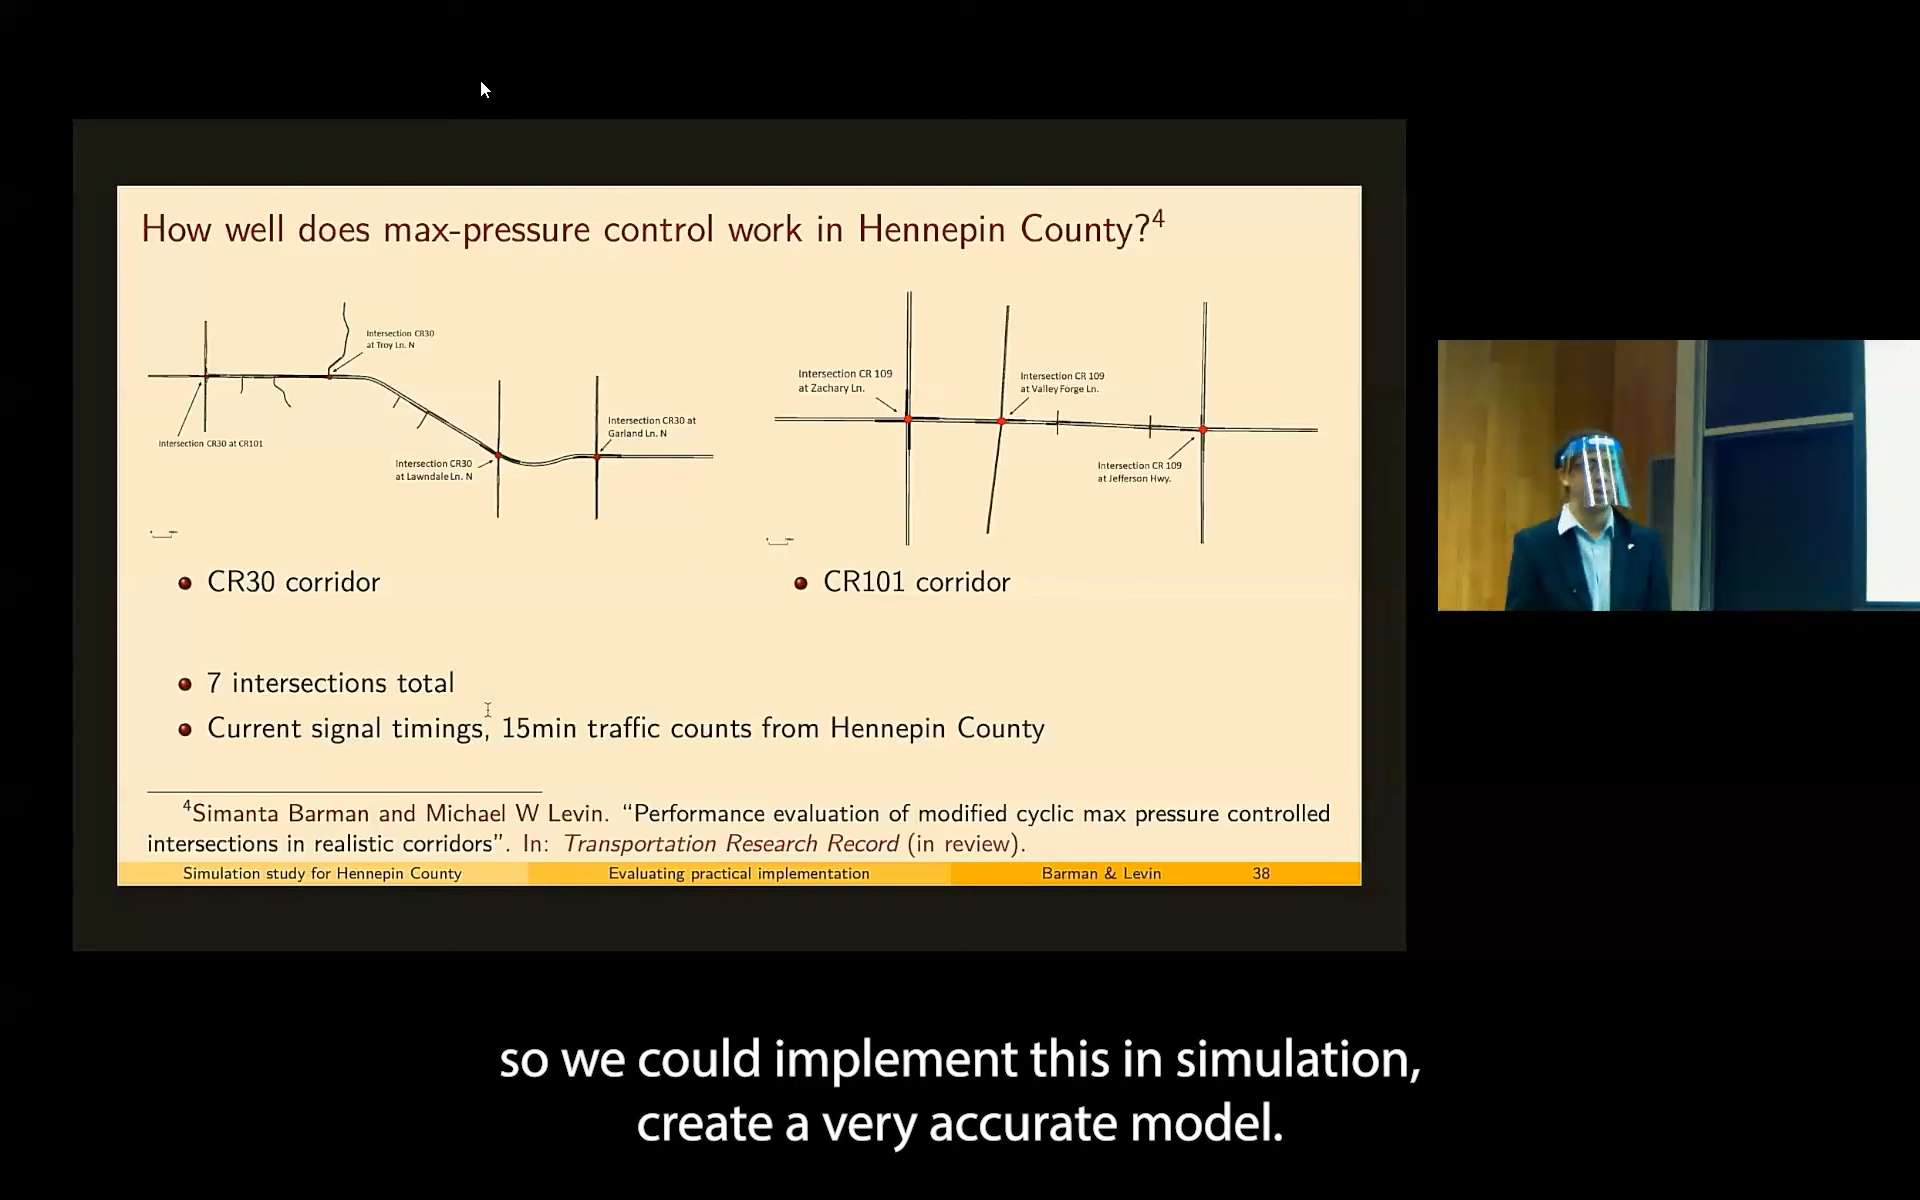 How well does max-pressure control work in Hennepin County?4
Intersection CR30
at Troy Ln. N
Intersection CR30 at CR101
Intersection CR30
at Lawndale Ln. N
Intersection CR30 at
Garland Ln. N
Intersection CR 109
at Zachary Ln.
Intersection CR 109
at Valley Forge Ln.
Intersection CR 109
at Jefferson Hwy.
CR30 corridor
CR101 corridor
7 intersections total
Current signal timings, 15min traffic counts from Hennepin County
4Simanta Barman and Michael W Levin. “Performance evaluation of modified cyclic max pressure controlled
intersections in realistic corridors”. In: Transportation Research Record (in review).
Simulation study for Hennepin County
Evaluating practical implementation
Barman & Levin
38
so we could implement this in simulation,
create a very accurate model.